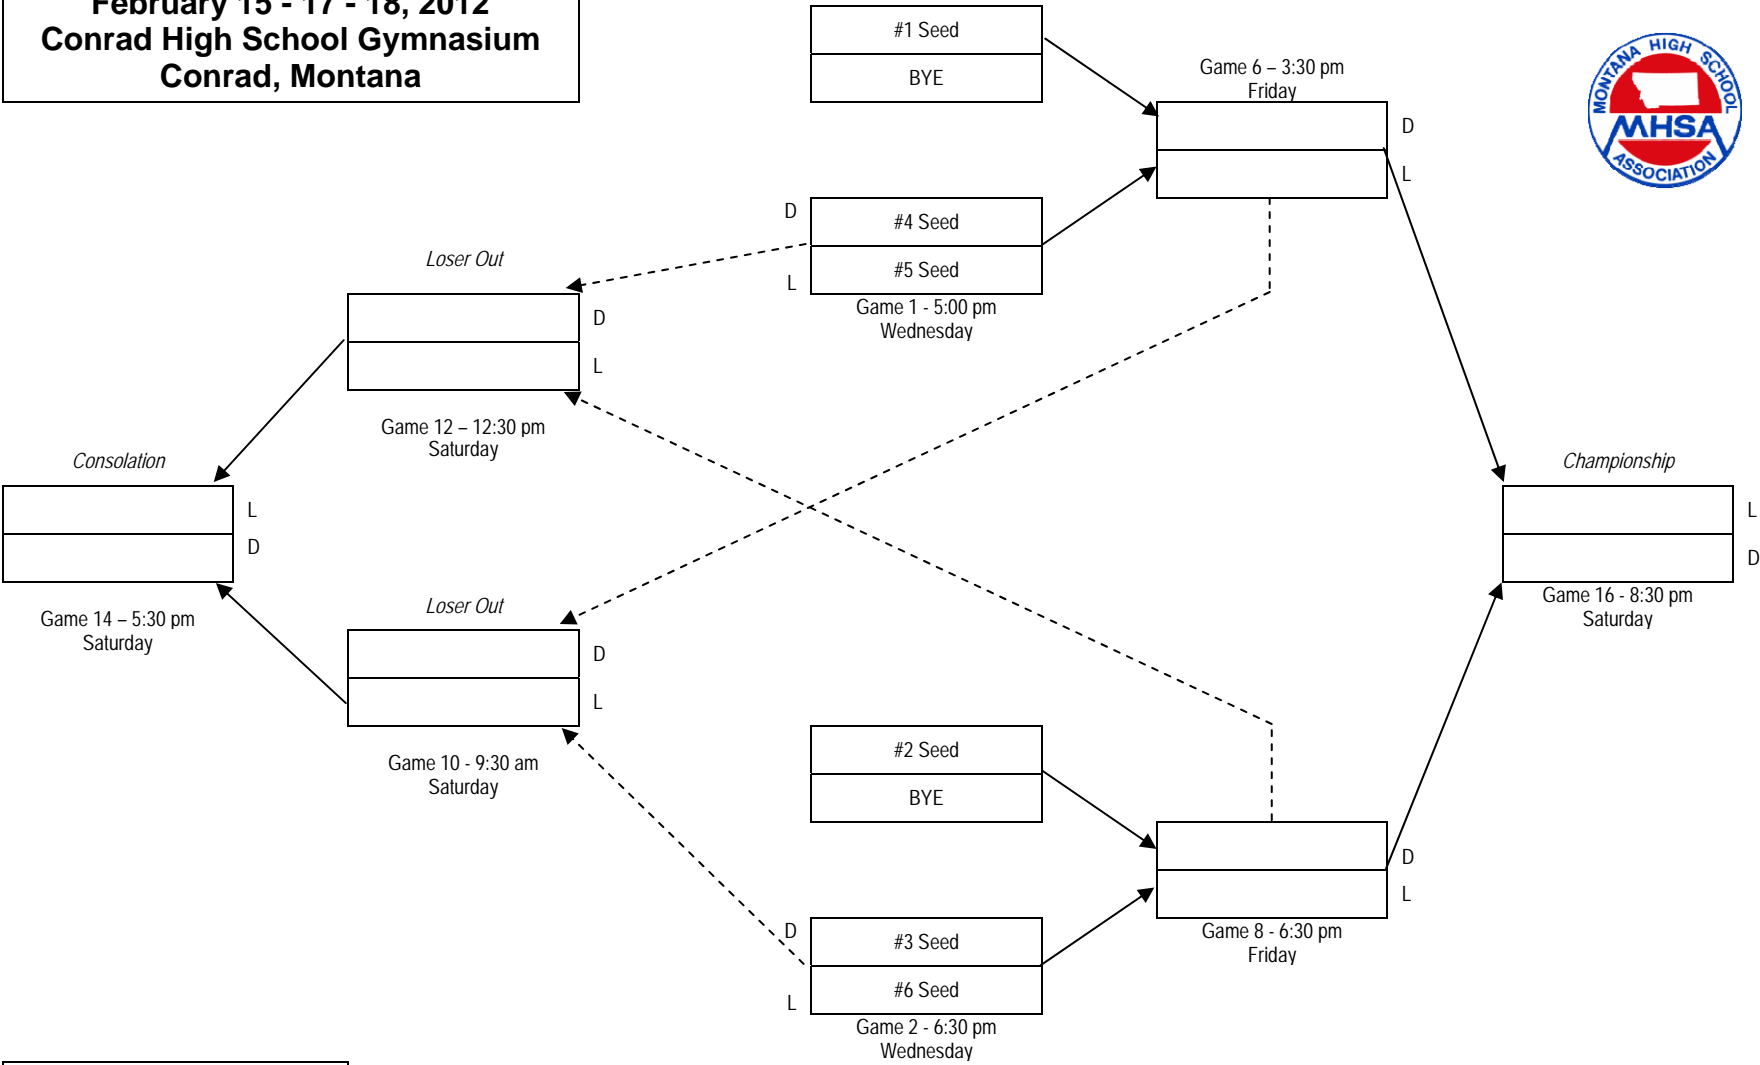 February 15 - 17 - 18, 2012
Conrad High School Gymnasium
Conrad, Montana
#1 Seed
BYE
Game 6 – 3:30 pm
Friday
D
L
MONTANA HIGH SCHOOL
MHSA
ASSOCIATION
D
#4 Seed
L
#5 Seed
Game 1 - 5:00 pm
Wednesday
Loser Out
D
L
Game 12 – 12:30 pm
Saturday
Consolation
L
D
Game 14 – 5:30 pm
Saturday
Championship
L
D
Game 16 - 8:30 pm
Saturday
Loser Out
D
L
Game 10 - 9:30 am
Saturday
#2 Seed
BYE
D
L
Game 8 - 6:30 pm
Friday
D
#3 Seed
L
#6 Seed
Game 2 - 6:30 pm
Wednesday